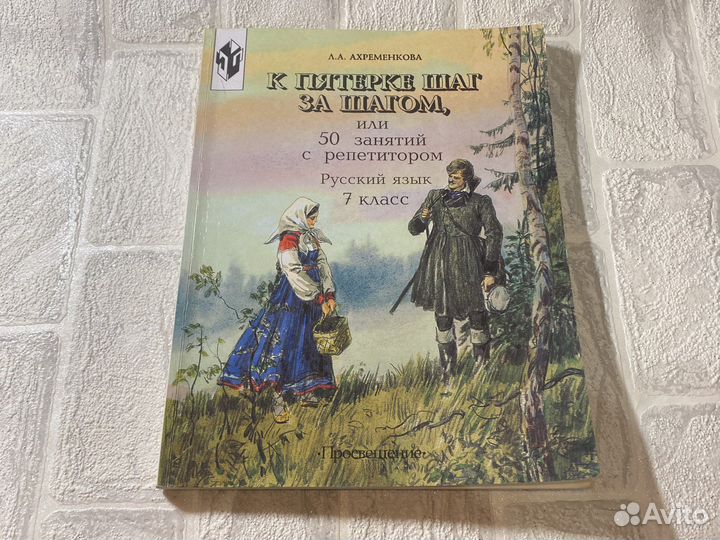 Л.А. АХРЕМЕНКОВА
К ПЯТЕРКЕ ШАГ
ЗА ШАГОМ,
или
50 занятий
с репетитором
Русский язык
7 класс
·Просвещение·
Avito